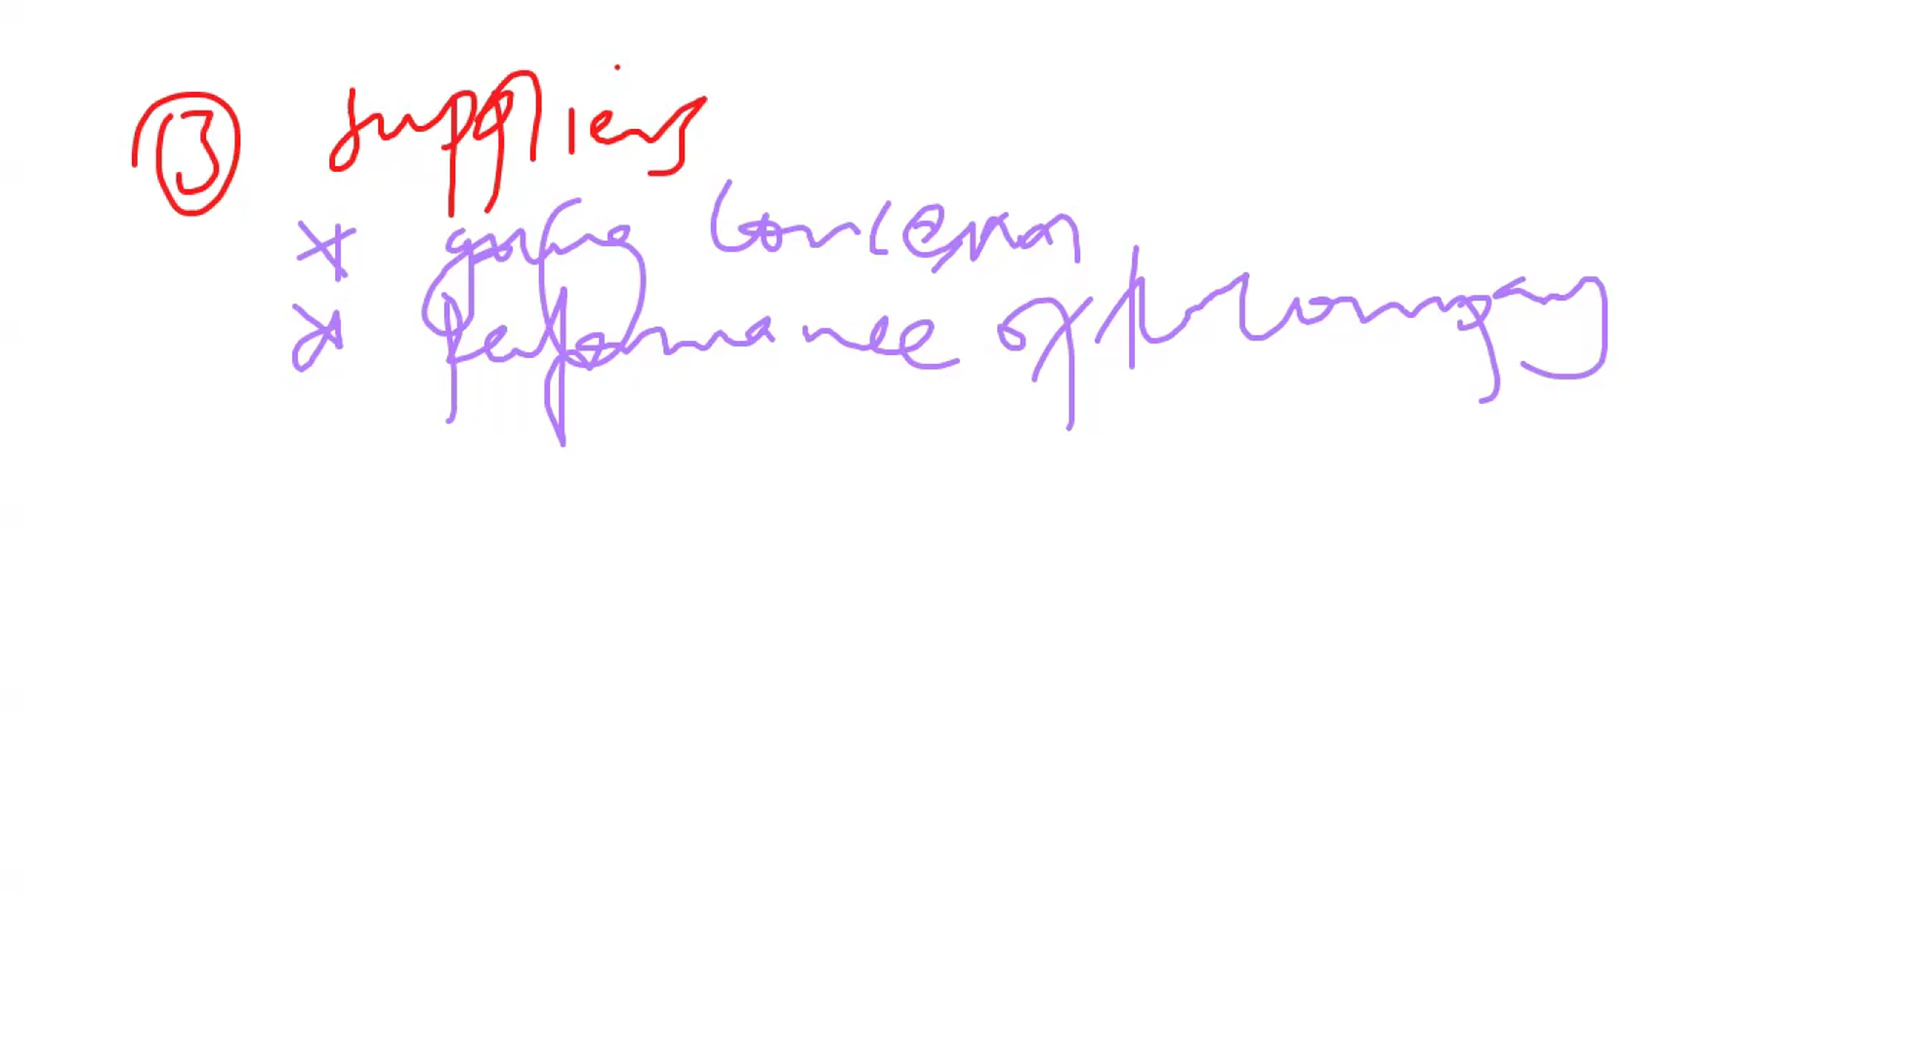 ③ suppliers
* going concern
* Performance of the company